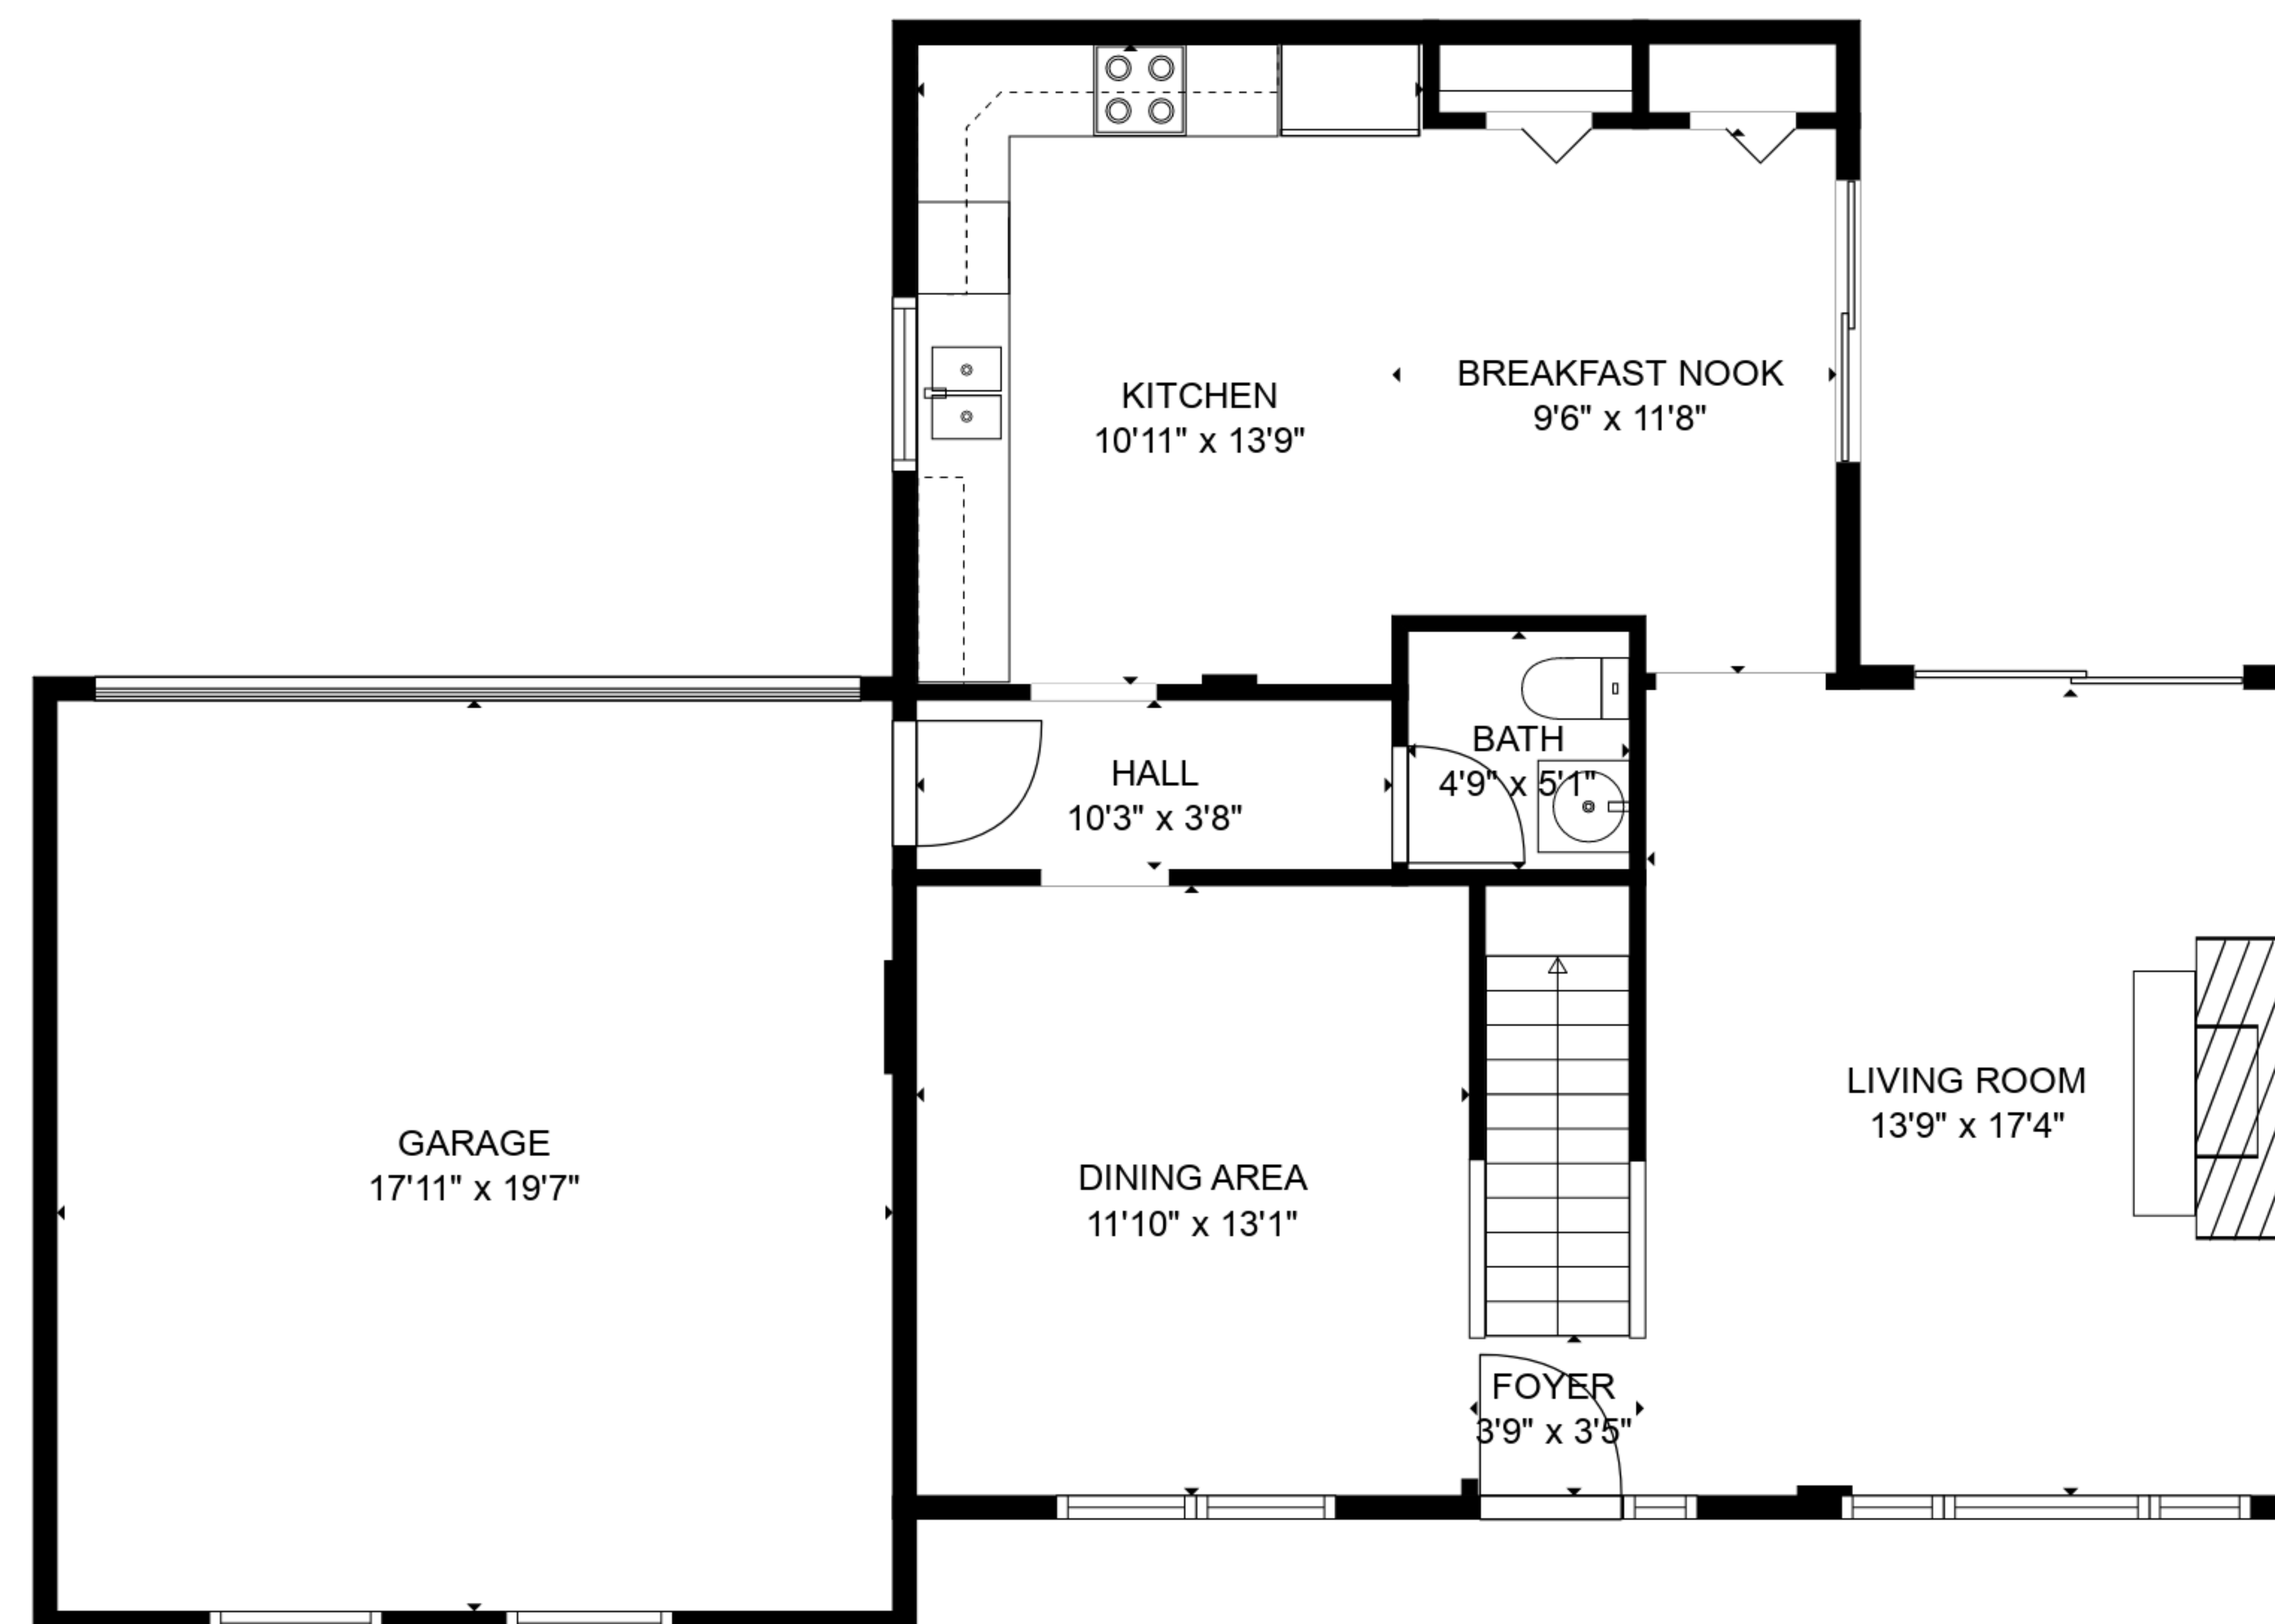 KITCHEN
10'11" x 13'9"
BREAKFAST NOOK
9'6" x 11'8"
HALL
10'3" x 3'8"
BATH
4'9" x 5'1"
GARAGE
17'11" x 19'7"
DINING AREA
11'10" x 13'1"
LIVING ROOM
13'9" x 17'4"
FOYER
3'9" x 3'5"